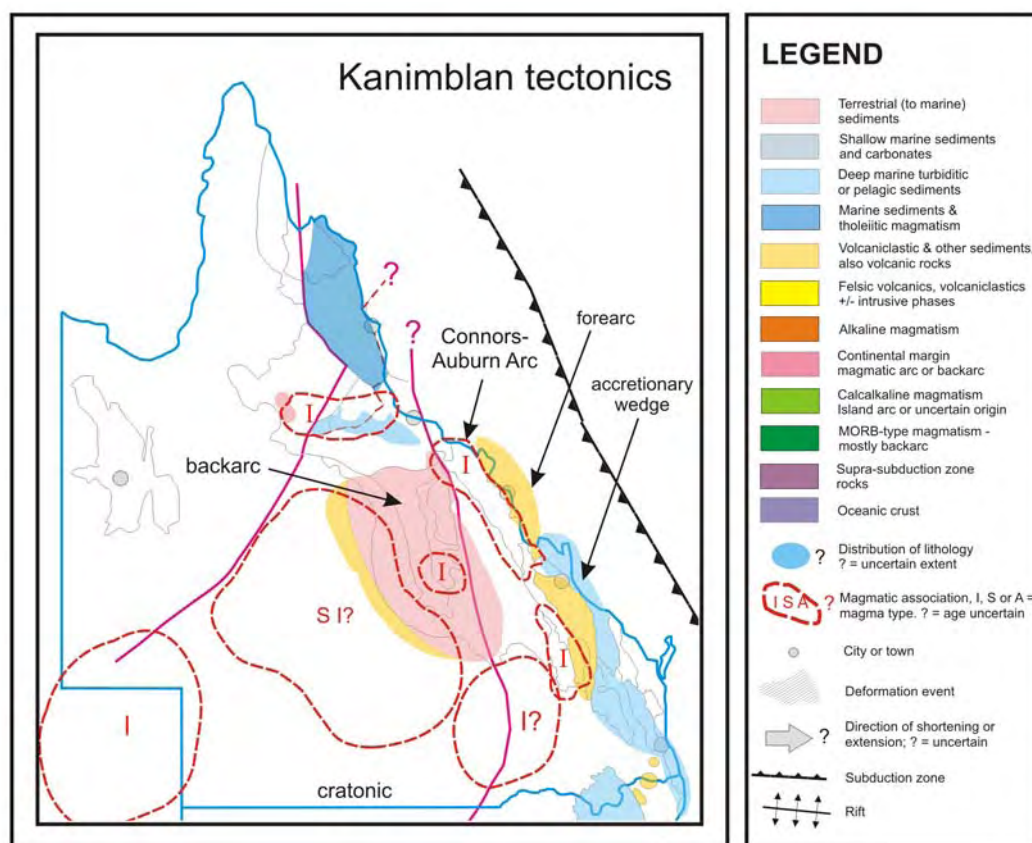 Kanimblan tectonics
?
?
Connors-
Auburn Arc
forearc
accretionary
wedge
I
backarc
I
I
S I?
I
I
I?
cratonic
LEGEND
Terrestrial (to marine)
sediments
Shallow marine sediments
and carbonates
Deep marine turbiditic
or pelagic sediments
Marine sediments &
tholeiitic magmatism
Volcaniclastic & other sediments,
also volcanic rocks
Felsic volcanics, volcaniclastics
+/- intrusive phases
Alkaline magmatism
Continental margin
magmatic arc or backarc
Calcalkaline magmatism
Island arc or uncertain origin
MORB-type magmatism -
mostly backarc
Supra-subduction zone
rocks
Oceanic crust
? Distribution of lithology
? = uncertain extent
I S A ? Magmatic association, I, S or A =
magma type. ? = age uncertain
City or town
Deformation event
? Direction of shortening or
extension; ? = uncertain
Subduction zone
Rift